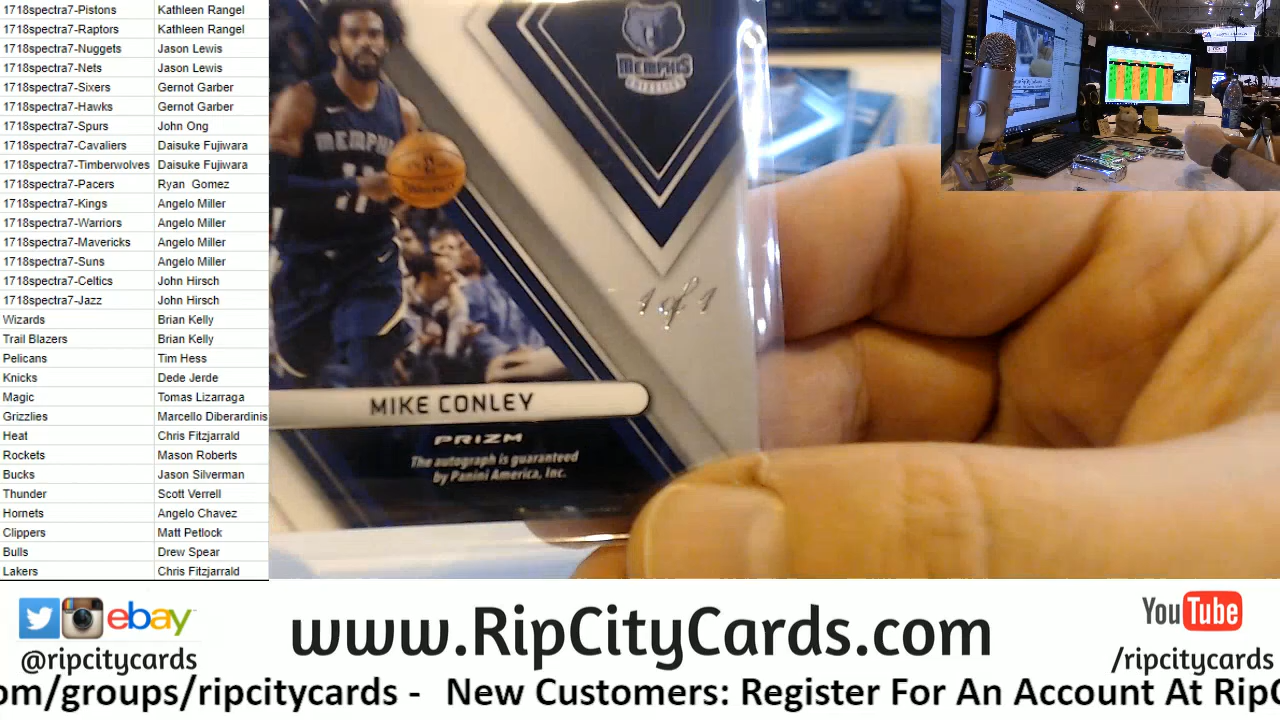 1718spectra7-Pistons Kathleen Rangel
1718spectra7-Raptors Kathleen Rangel
1718spectra7-Nuggets Jason Lewis
1718spectra7-Nets Jason Lewis
1718spectra7-Sixers Gernot Garber
1718spectra7-Hawks Gernot Garber
1718spectra7-Spurs John Ong
1718spectra7-Cavaliers Daisuke Fujiwara
1718spectra7-Timberwolves Daisuke Fujiwara
1718spectra7-Pacers Ryan Gomez
1718spectra7-Kings Angelo Miller
1718spectra7-Warriors Angelo Miller
1718spectra7-Mavericks Angelo Miller
1718spectra7-Suns Angelo Miller
1718spectra7-Celtics John Hirsch
1718spectra7-Jazz John Hirsch
Wizards Brian Kelly
Trail Blazers Brian Kelly
Pelicans Tim Hess
Knicks Dede Jerde
Magic Tomas Lizarraga
Grizzlies Marcello Diberardinis
Heat Chris Fitzjarrald
Rockets Mason Roberts
Bucks Jason Silverman
Thunder Scott Verrell
Hornets Angelo Chavez
Clippers Matt Petlock
Bulls Drew Spear
Lakers Chris Fitzjarrald
MEMPHIS
GRIZZLIES
MEMPHI
11
1 of 1
MIKE CONLEY
PRIZM
The autograph is guaranteed
by Panini America, Inc.
ebay
@ripcitycards
www.RipCityCards.com
YouTube
/ripcitycards
om/groups/ripcitycards - New Customers: Register For An Account At RipC